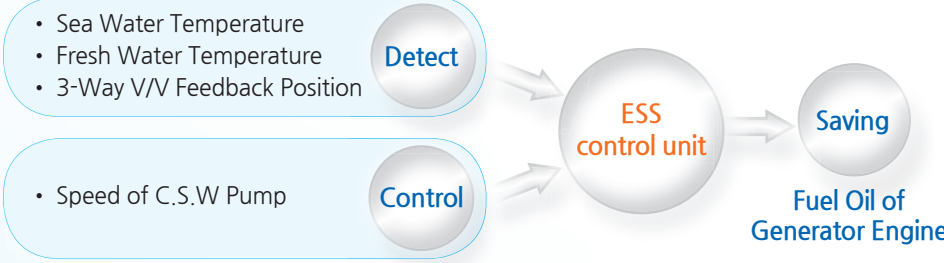 • Sea Water Temperature
• Fresh Water Temperature
• 3-Way V/V Feedback Position
Detect
• Speed of C.S.W Pump
Control
ESS
control unit
Saving
Fuel Oil of
Generator Engine